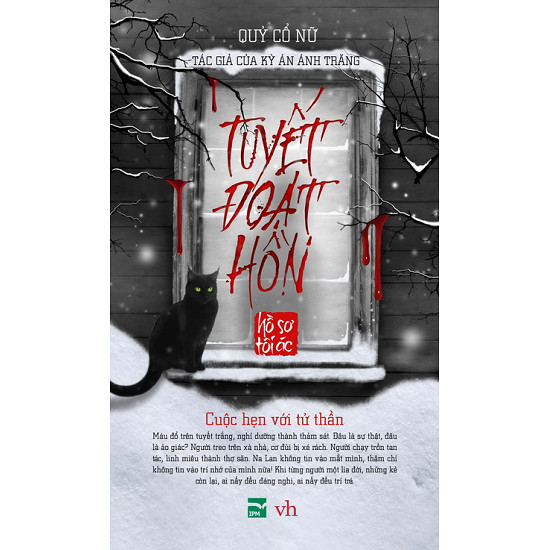 QUỶ CỔ NỮ
TÁC GIẢ CỦA KỲ ÁN ÁNH TRĂNG
TUYẾT
ĐOẠT
HỒN
hồ sơ
tội ác
Cuộc hẹn với tử thần
Máu đổ trên tuyết trắng, nghỉ dưỡng thành thảm sát. Đâu là sự thật, đâu
là ảo giác? Người treo trên xà nhà, cơ đùi bị xé rách. Người chạy trốn tan
tác, linh miêu thành thợ săn. Na Lan không tin vào mắt mình, thậm chí
không tin vào trí nhớ của mình nữa! Khi từng người một lìa đời, những kẻ
còn lại, ai nấy đều đáng nghi, ai nấy đều trí trá.
IPM
vh